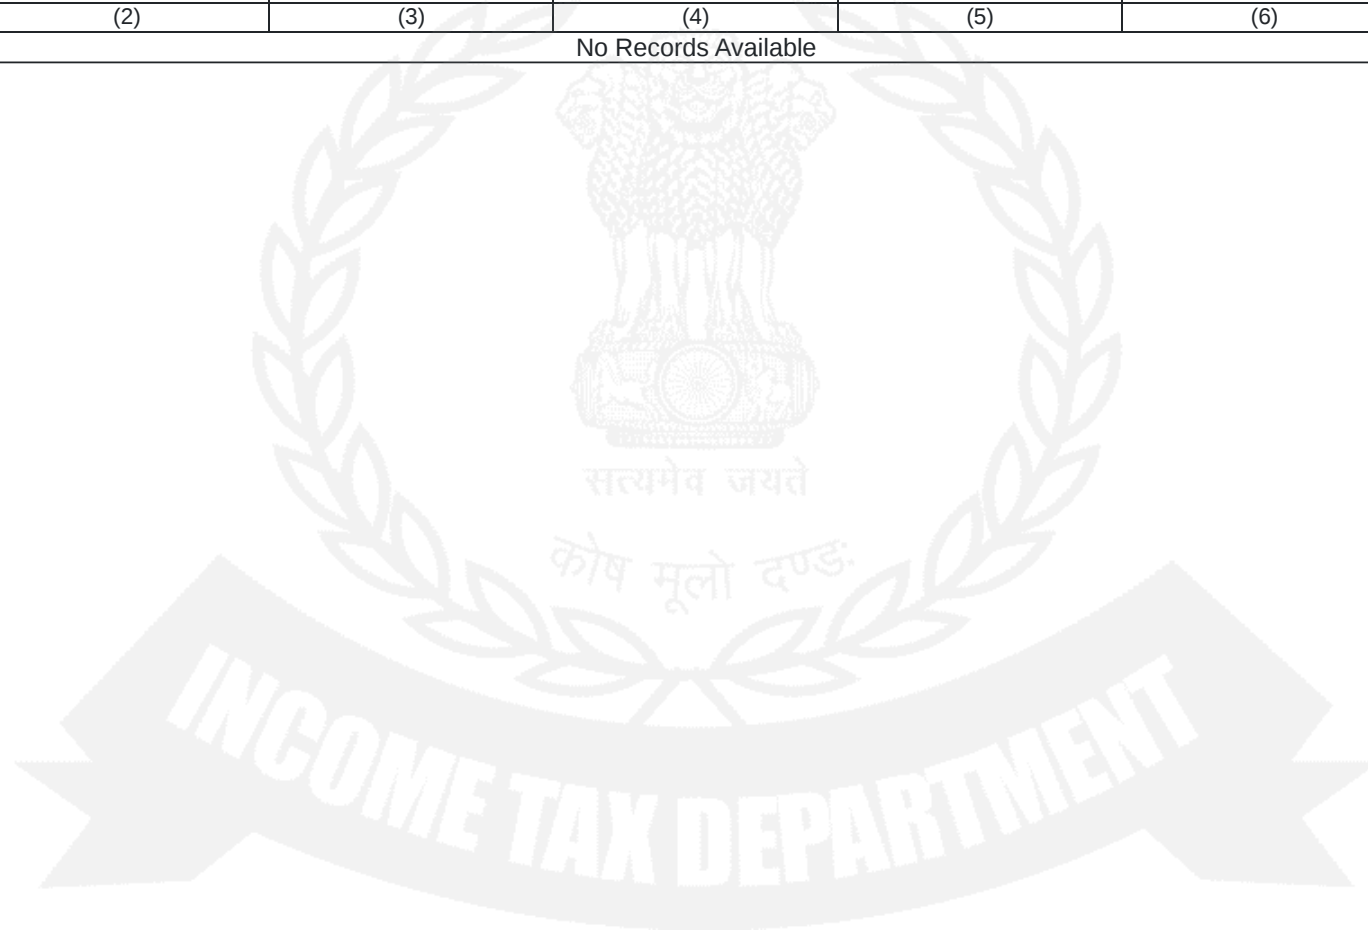 (2) (3) (4) (5) (6)
No Records Available
सत्यमेव जयते
कोष मूलो दण्डः
INCOME TAX DEPARTMENT